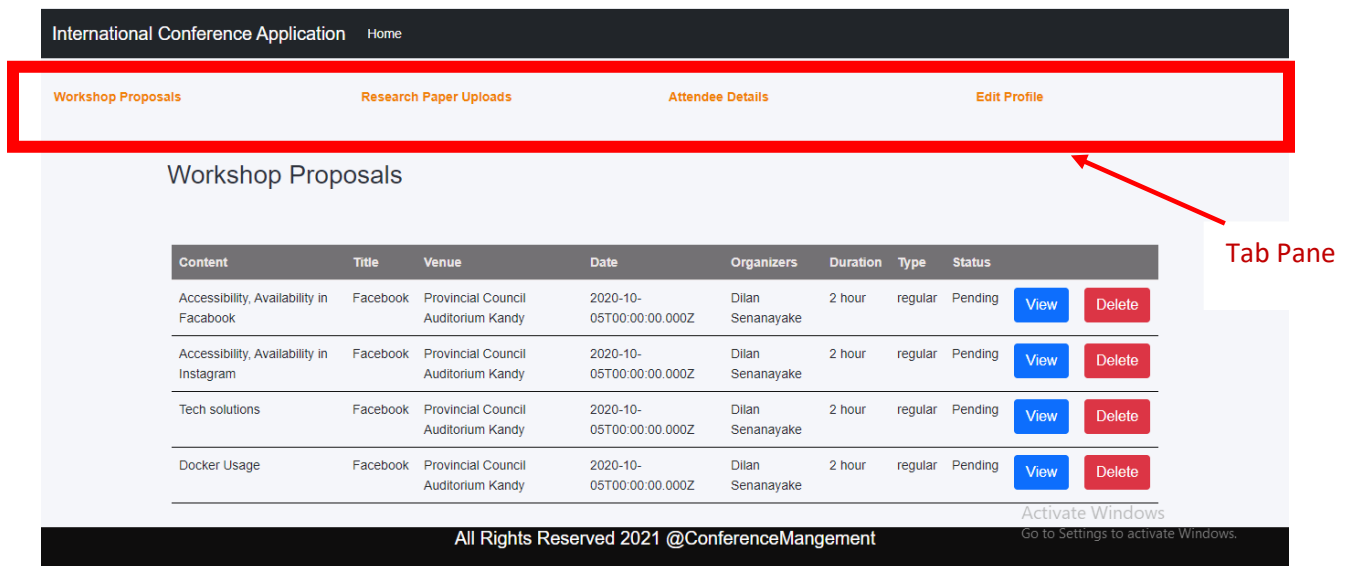 International Conference Application Home
Workshop Proposals Research Paper Uploads Attendee Details Edit Profile
Workshop Proposals
Tab Pane
Content Title Venue Date Organizers Duration Type Status
Accessibility, Availability in Facebook Provincial Council 2020-10- Dilan 2 hour regular Pending View Delete
Facabook Auditorium Kandy 05T00:00:00.000Z Senanayake
Accessibility, Availability in Facebook Provincial Council 2020-10- Dilan 2 hour regular Pending View Delete
Instagram Auditorium Kandy 05T00:00:00.000Z Senanayake
Tech solutions Facebook Provincial Council 2020-10- Dilan 2 hour regular Pending View Delete
Auditorium Kandy 05T00:00:00.000Z Senanayake
Docker Usage Facebook Provincial Council 2020-10- Dilan 2 hour regular Pending View Delete
Auditorium Kandy 05T00:00:00.000Z Senanayake
Activate Windows
Go to Settings to activate Windows.
All Rights Reserved 2021 @ConferenceMangement